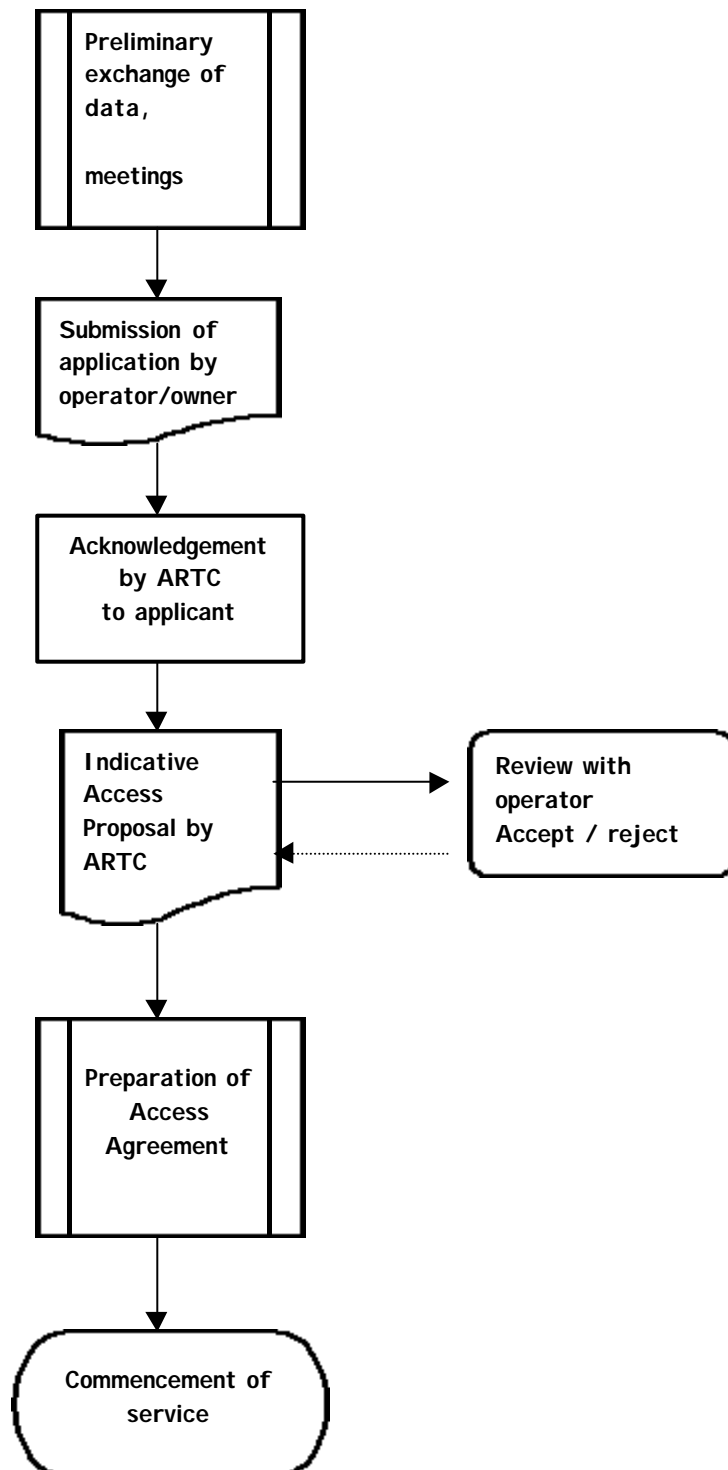 Preliminary
exchange of
data,
meetings
Submission of
application by
operator/owner
Acknowledgement
by ARTC
to applicant
Indicative
Access
Proposal by
ARTC
Review with
operator
Accept / reject
Preparation of
Access
Agreement
Commencement of
service